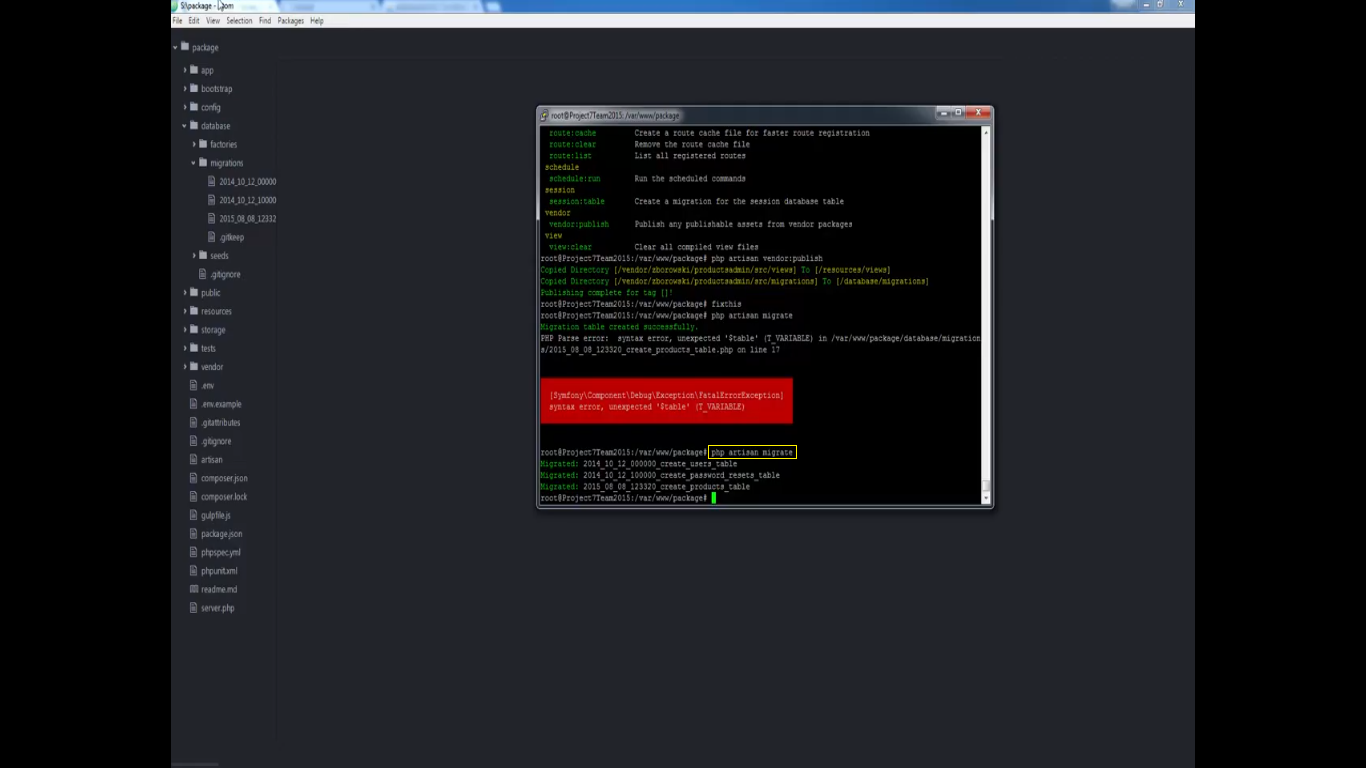 S:\package -
File Edit View Selection Find Packages Help
package
app
bootstrap
config
database
factories
migrations
2014_10_12_00000
2014_10_12_10000
2015_08_08_12332
.gitkeep
seeds
.gitignore
public
resources
storage
tests
vendor
.env
.env.example
.gitattributes
.gitignore
artisan
composer.json
composer.lock
gulpfile.js
package.json
phpspec.yml
phpunit.xml
readme.md
server.php
root@Project7Team2015: /var/www/package
route:cache Create a route cache file for faster route registration
route:clear Remove the route cache file
route:list List all registered routes
schedule
schedule:run Run the scheduled commands
session
session:table Create a migration for the session database table
vendor
vendor:publish Publish any publishable assets from vendor packages
view
view:clear Clear all compiled view files
root@Project7Team2015:/var/www/package# php artisan vendor:publish
Copied Directory [/vendor/zborowski/productsadmin/src/views] To [/resources/views]
Copied Directory [/vendor/zborowski/productsadmin/src/migrations] To [/database/migrations]
Publishing complete for tag []!
root@Project7Team2015:/var/www/package# fixthis
root@Project7Team2015:/var/www/package# php artisan migrate
Migration table created successfully.
PHP Parse error: syntax error, unexpected '$table' (T_VARIABLE) in /var/www/package/database/migration
s/2015_08_08_123320_create_products_table.php on line 17
[Symfony\Component\Debug\Exception\FatalErrorException]
syntax error, unexpected '$table' (T_VARIABLE)
root@Project7Team2015:/var/www/package# php artisan migrate
Migrated: 2014_10_12_000000_create_users_table
Migrated: 2014_10_12_100000_create_password_resets_table
Migrated: 2015_08_08_123320_create_products_table
root@Project7Team2015:/var/www/package#